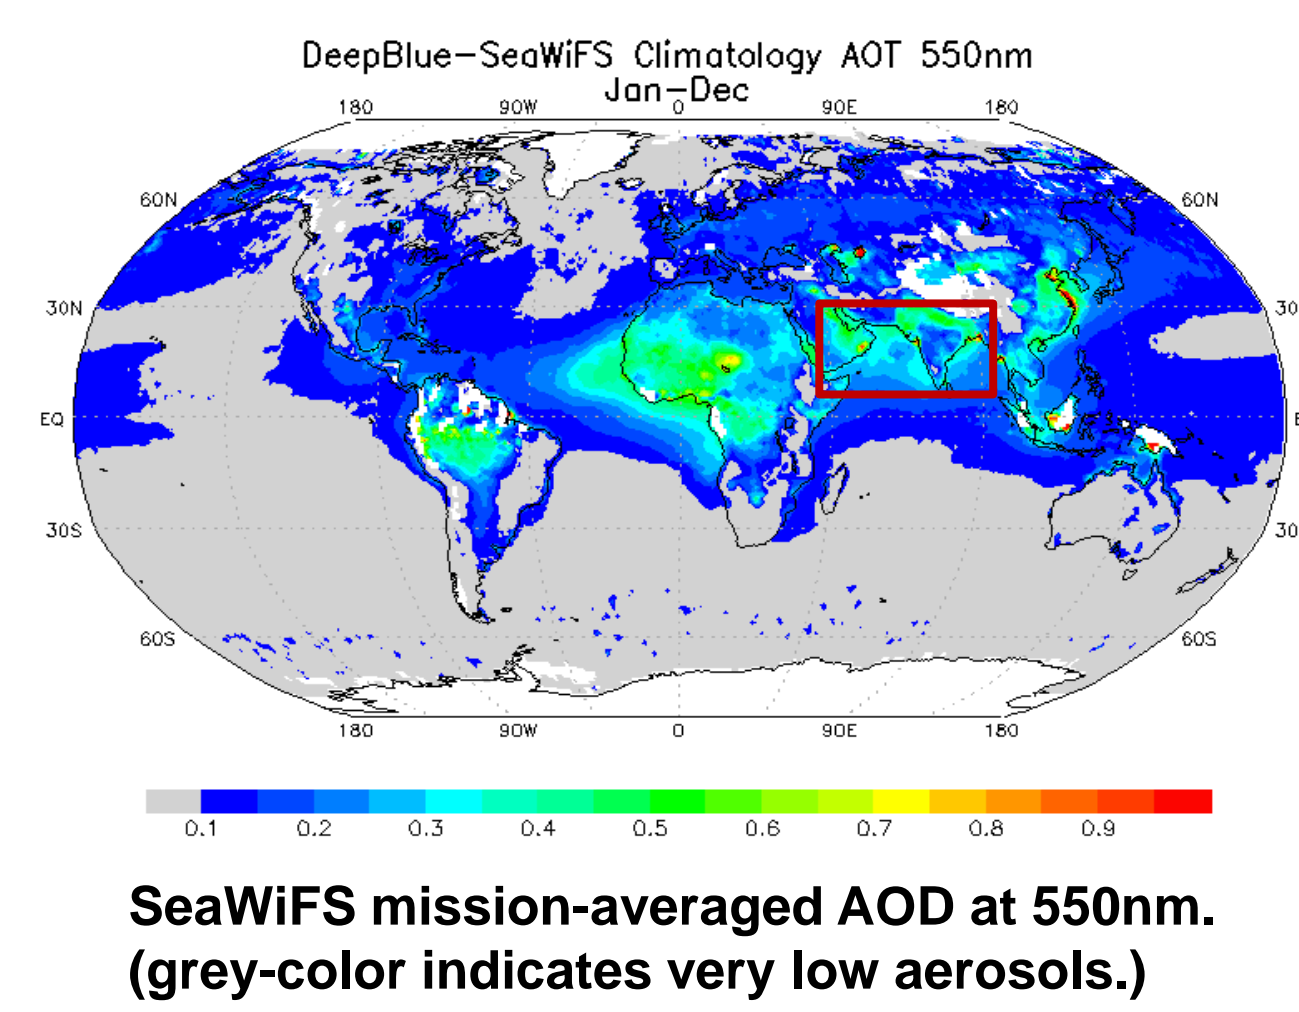 DeepBlue-SeaWiFS Climatology AOT 550nm
Jan-Dec
180 90W 0 90E 180
60N 60N
30N 30
EQ E
30S 30
60S 60S
180 90W 0 90E 180
0.1 0.2 0.3 0.4 0.5 0.6 0.7 0.8 0.9
SeaWiFS mission-averaged AOD at 550nm.
(grey-color indicates very low aerosols.)